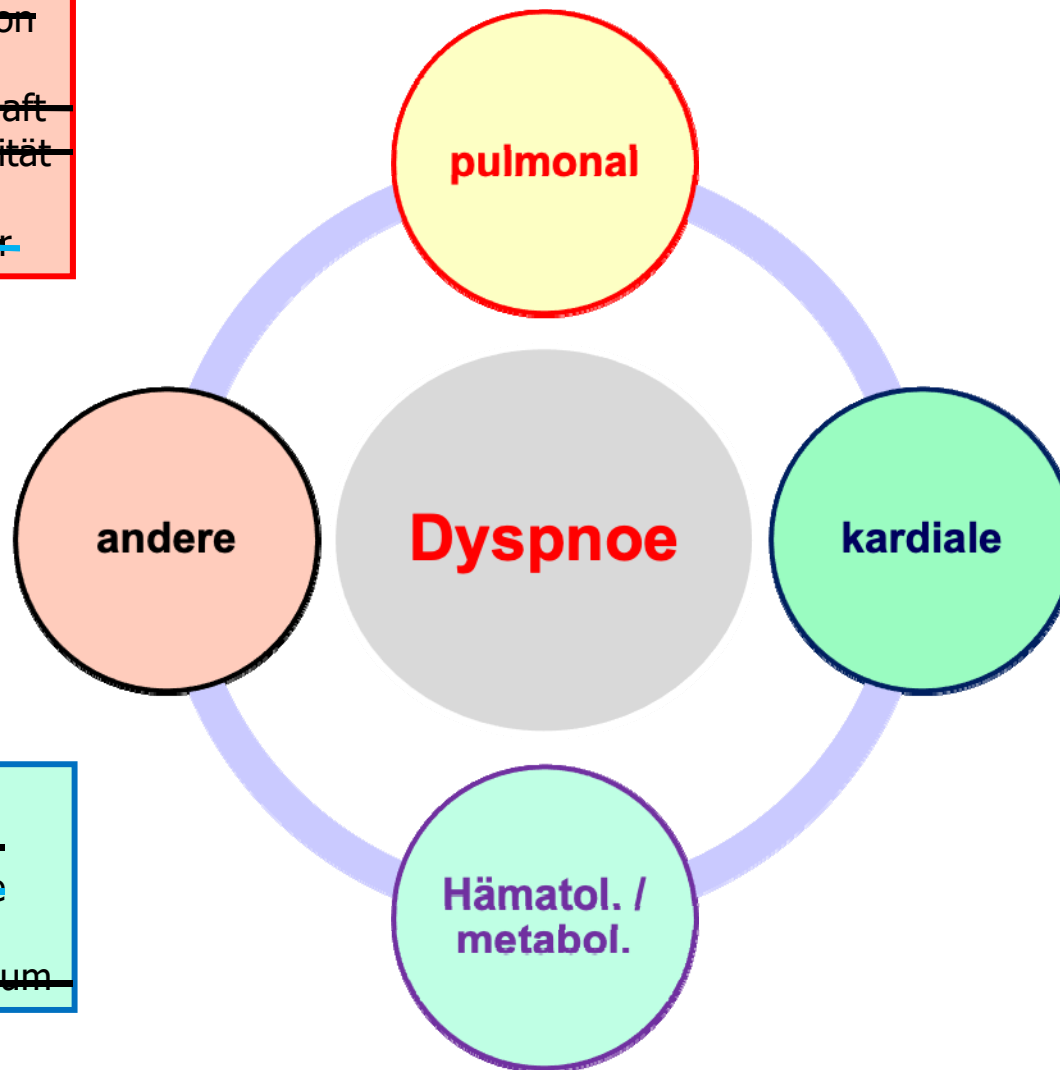 pulmonal
andere
Dyspnoe
kardiale
Hämatol. /
metabol.